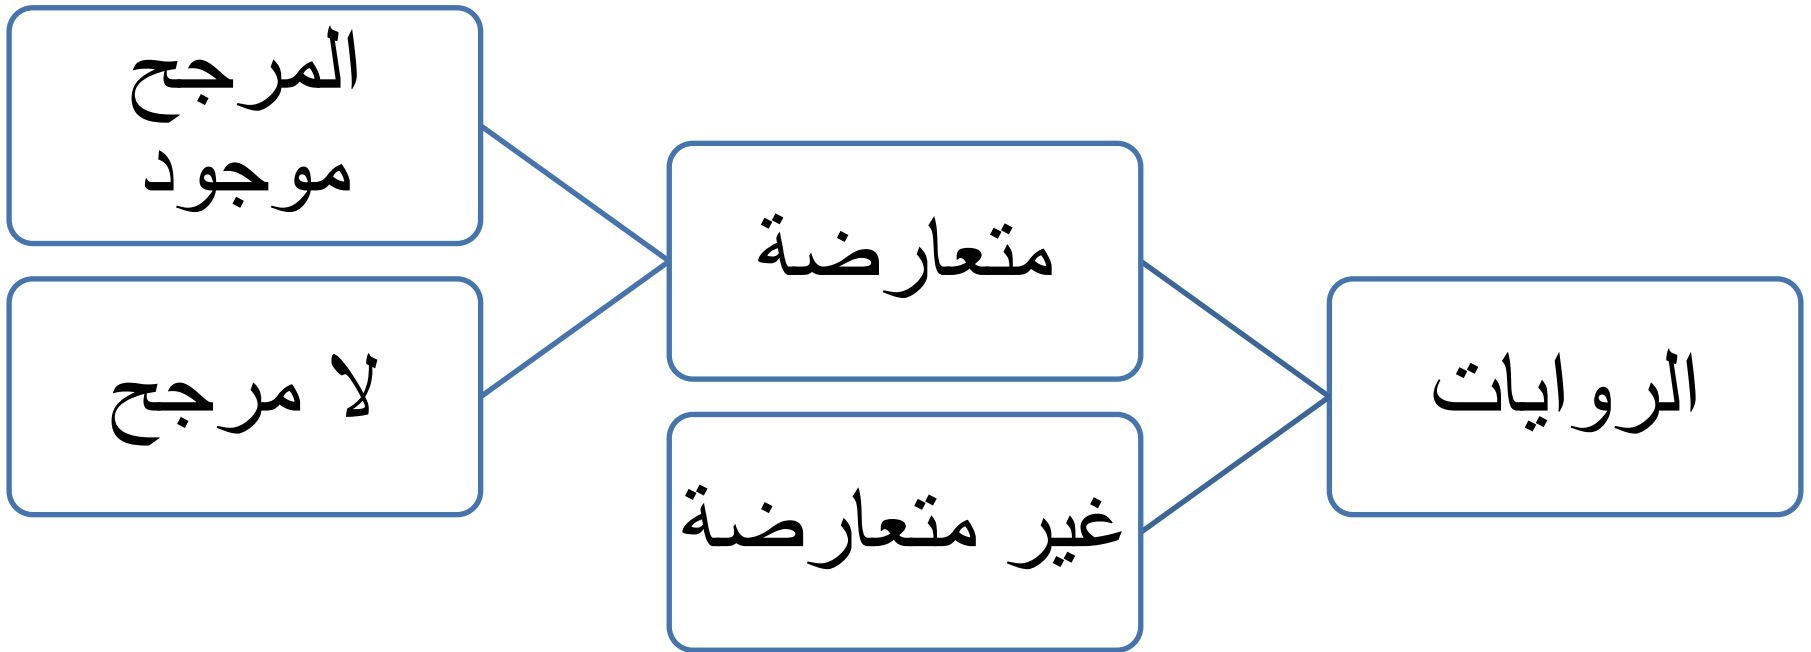 الروايات
متعارضة
غير متعارضة
المرجح
موجود
لا مرجح